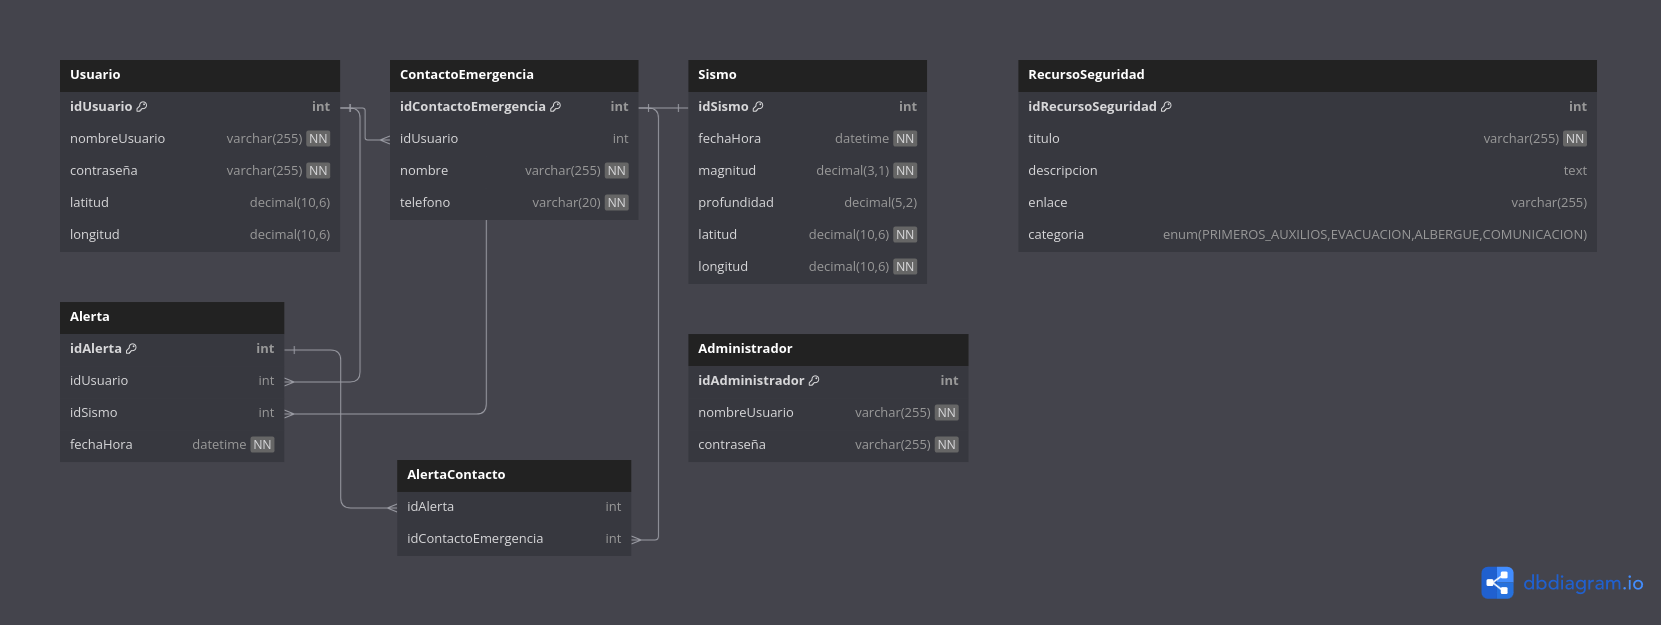 Usuario
idUsuario int
nombreUsuario varchar(255) NN
contraseña varchar(255) NN
latitud decimal(10,6)
longitud decimal(10,6)
ContactoEmergencia
idContactoEmergencia int
idUsuario int
nombre varchar(255) NN
telefono varchar(20) NN
Sismo
idSismo int
fechaHora datetime NN
magnitud decimal(3,1) NN
profundidad decimal(5,2)
latitud decimal(10,6) NN
longitud decimal(10,6) NN
RecursoSeguridad
idRecursoSeguridad int
titulo varchar(255) NN
descripcion text
enlace varchar(255)
categoria enum(PRIMEROS_AUXILIOS,EVACUACION,ALBERGUE,COMUNICACION)
Alerta
idAlerta int
idUsuario int
idSismo int
fechaHora datetime NN
Administrador
idAdministrador int
nombreUsuario varchar(255) NN
contraseña varchar(255) NN
AlertaContacto
idAlerta int
idContactoEmergencia int
dbdiagram.io